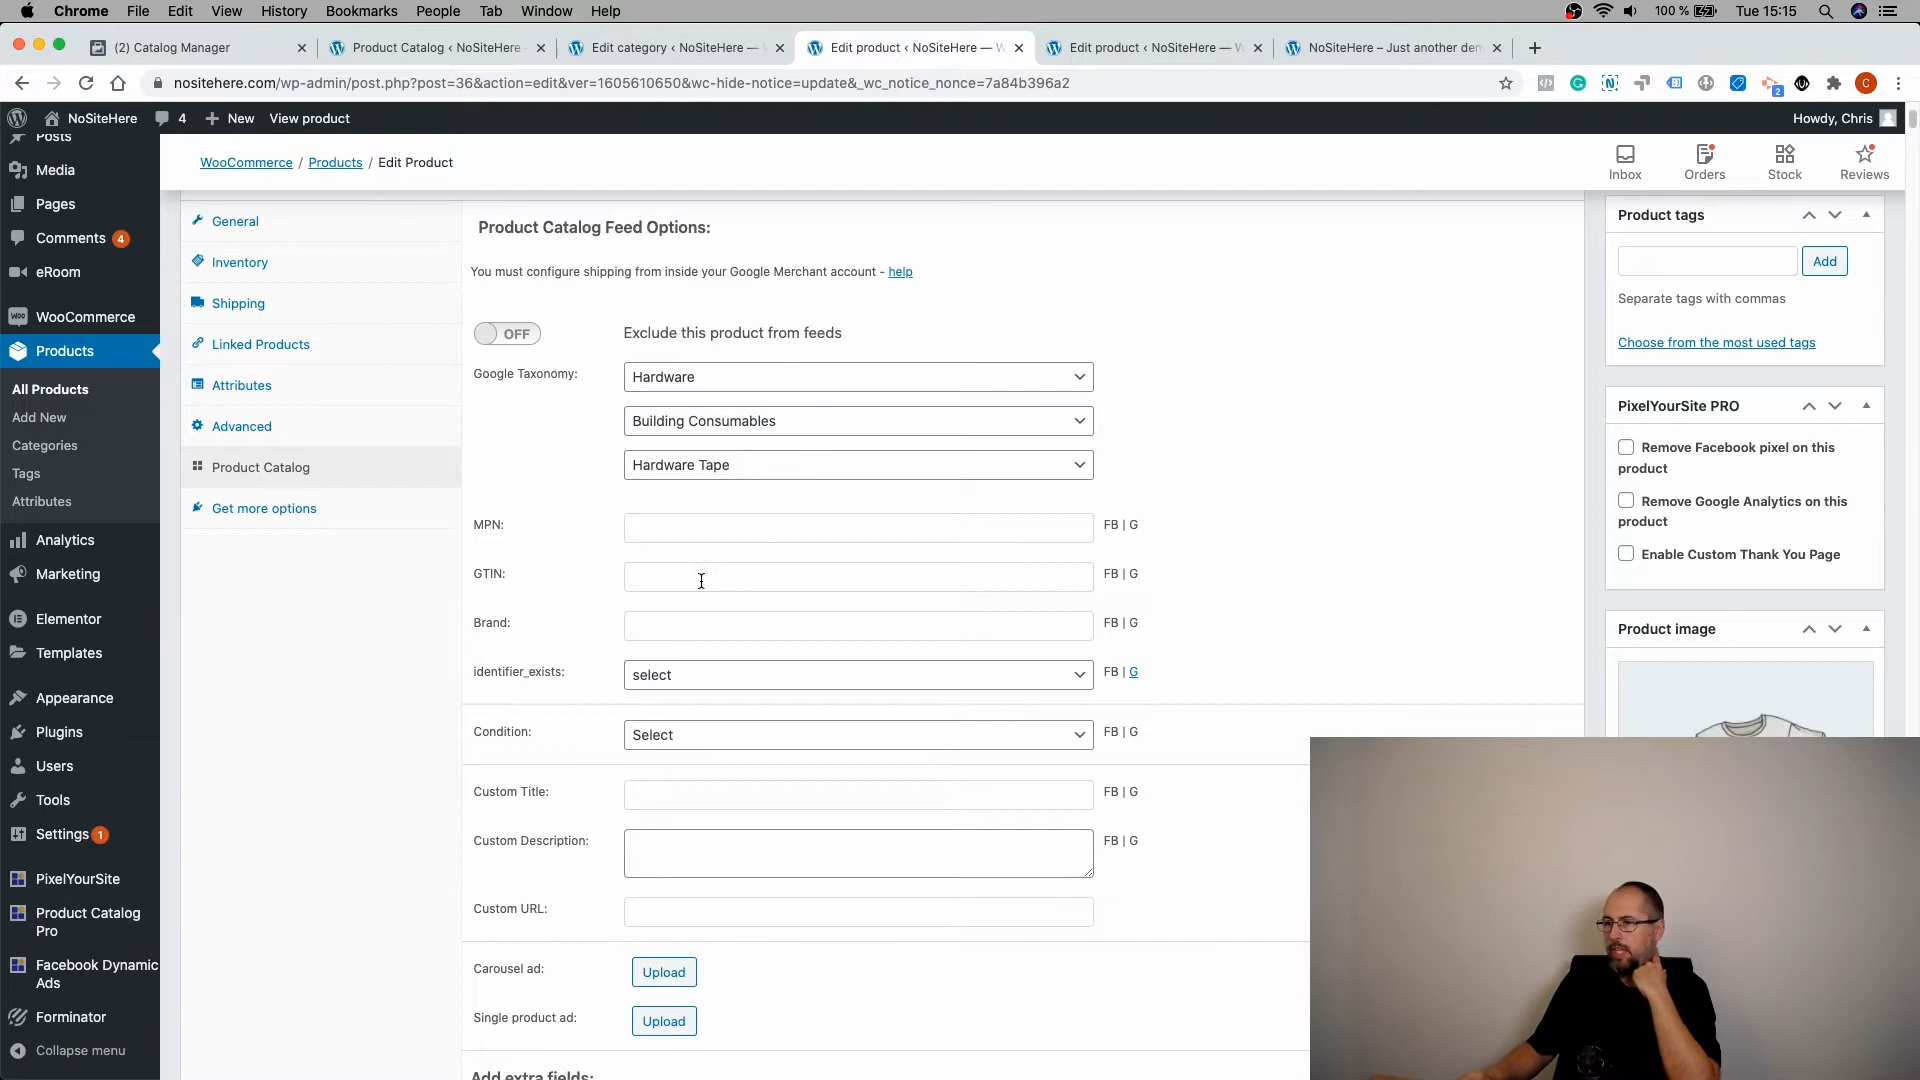 Chrome File Edit View History Bookmarks People Tab Window Help 100 % Tue 15:15
(2) Catalog Manager Product Catalog ‹ NoSiteHere Edit category ‹ NoSiteHere — Edit product ‹ NoSiteHere — W Edit product ‹ NoSiteHere — W NoSiteHere – Just another dem
nositehere.com/wp-admin/post.php?post=36&action=edit&ver=1605610650&wc-hide-notice=update&_wc_notice_nonce=7a84b396a2
C
2
NoSiteHere 4 New View product Howdy, Chris
Posts
Media
Pages
Comments 4
eRoom
WooCommerce
Products
All Products
Add New
Categories
Tags
Attributes
Analytics
Marketing
Elementor
Templates
Appearance
Plugins
Users
Tools
Settings 1
PixelYourSite
Product Catalog
Pro
Facebook Dynamic
Ads
Forminator
Collapse menu
WooCommerce / Products / Edit Product
Inbox Orders Stock Reviews
General
Inventory
Shipping
Linked Products
Attributes
Advanced
Product Catalog
Get more options
Product Catalog Feed Options:
You must configure shipping from inside your Google Merchant account - help
OFF Exclude this product from feeds
Google Taxonomy: Hardware
Building Consumables
Hardware Tape
MPN: FB | G
GTIN: FB | G
Brand: FB | G
identifier_exists: select FB | G
Condition: Select FB | G
Custom Title: FB | G
Custom Description: FB | G
Custom URL:
Carousel ad: Upload
Single product ad: Upload
Add extra fields:
Product tags
Add
Separate tags with commas
Choose from the most used tags
PixelYourSite PRO
Remove Facebook pixel on this
product
Remove Google Analytics on this
product
Enable Custom Thank You Page
Product image